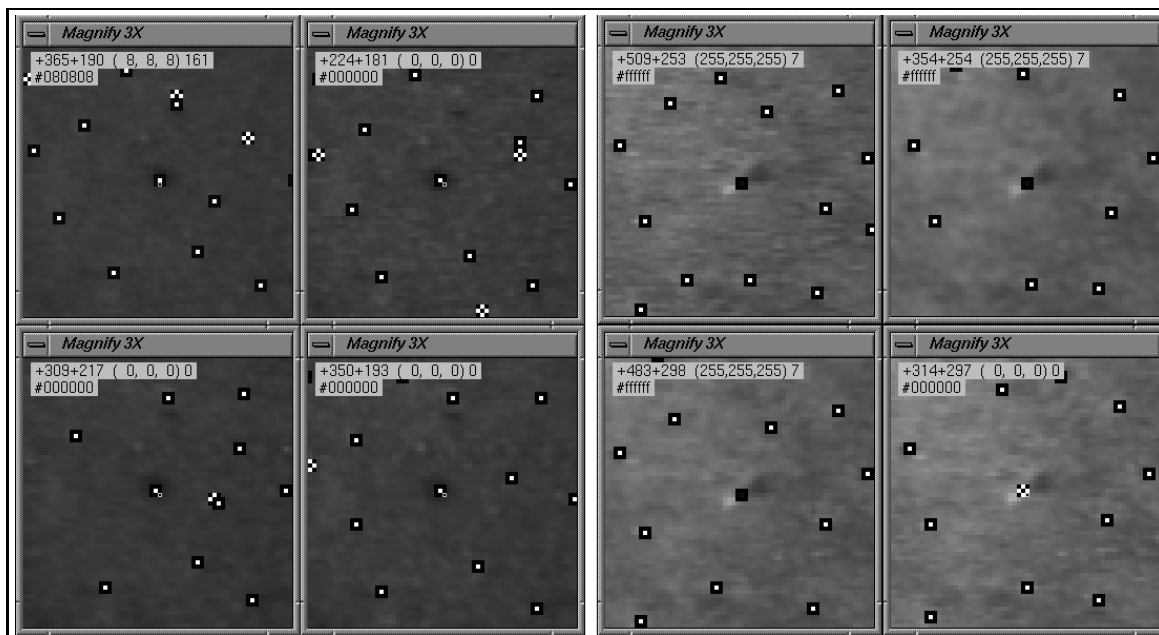 Magnify 3X
+365+190 ( 8, 8, 8) 161
#080808
Magnify 3X
+224+181 ( 0, 0, 0) 0
#000000
Magnify 3X
+509+253 (255,255,255) 7
#ffffff
Magnify 3X
+354+254 (255,255,255) 7
#ffffff
Magnify 3X
+309+217 ( 0, 0, 0) 0
#000000
Magnify 3X
+350+193 ( 0, 0, 0) 0
#000000
Magnify 3X
+483+298 (255,255,255) 7
#ffffff
Magnify 3X
+314+297 ( 0, 0, 0) 0
#000000